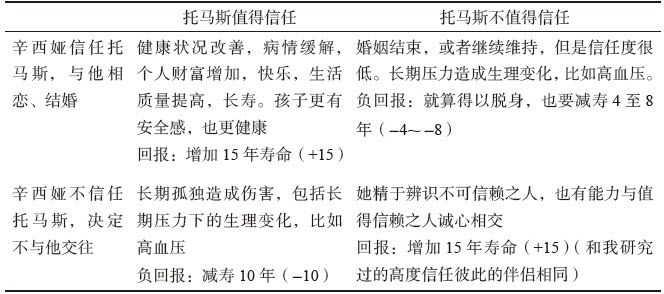 托马斯值得信任
托马斯不值得信任
辛西娅信任托
马斯，与他相
恋、结婚
健康状况改善，病情缓解，
个人财富增加，快乐，生活
质量提高，长寿。孩子更有
安全感，也更健康
回报：增加 15 年寿命（+15）
婚姻结束，或者继续维持，但是信任度很
低。长期压力造成生理变化，比如高血压。
负回报：就算得以脱身，也要减寿 4 至 8
年（–4～ –8）
辛西娅不信任
托马斯，决定
不与他交往
长期孤独造成伤害，包括长
期压力下的生理变化，比如
高血压
负回报：减寿 10 年（–10）
她精于辨识不可信赖之人，也有能力与值
得信赖之人诚心相交
回报：增加 15 年寿命（+15）（和我研究
过的高度信任彼此的伴侣相同）